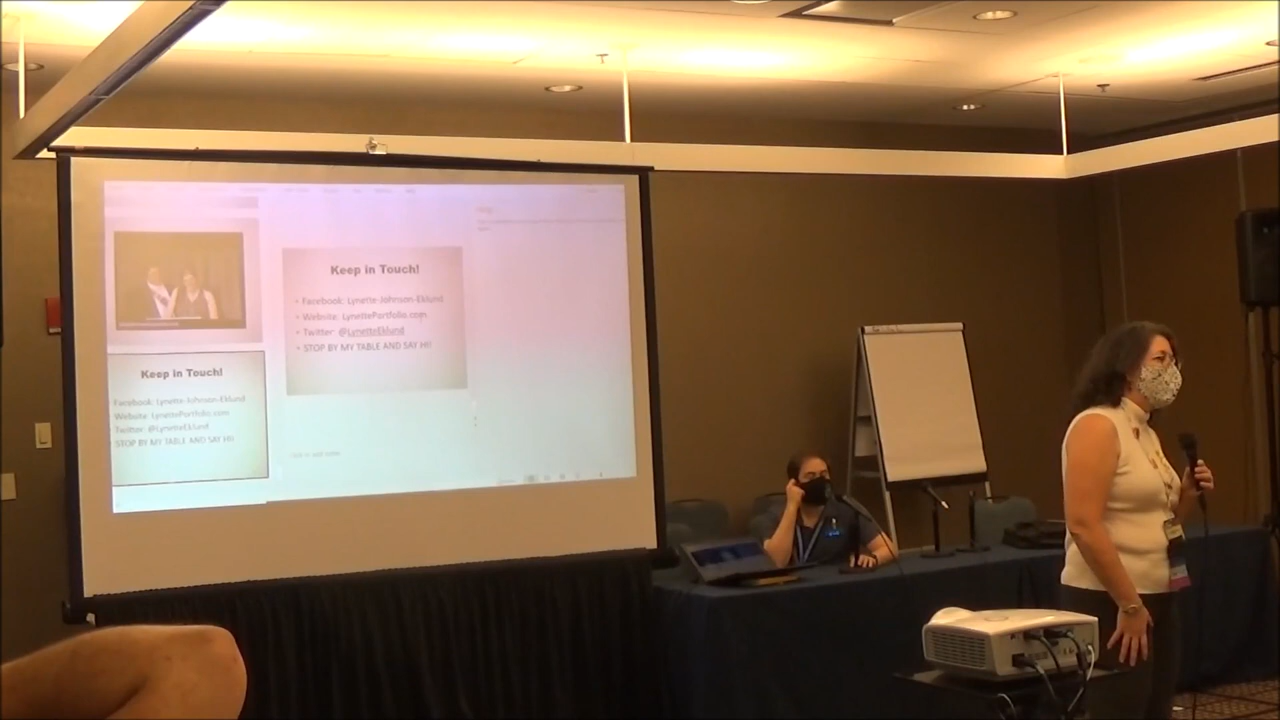 Keep in Touch!
• Facebook: Lynette-Johnson-Eklund
• Website: LynettePortfolio.com
• Twitter: @LynetteEklund
• STOP BY MY TABLE AND SAY HI!
Keep in Touch!
Facebook: Lynette-Johnson-Eklund
Website: LynettePortfolio.com
Twitter: @LynetteEklund
STOP BY MY TABLE AND SAY HI!